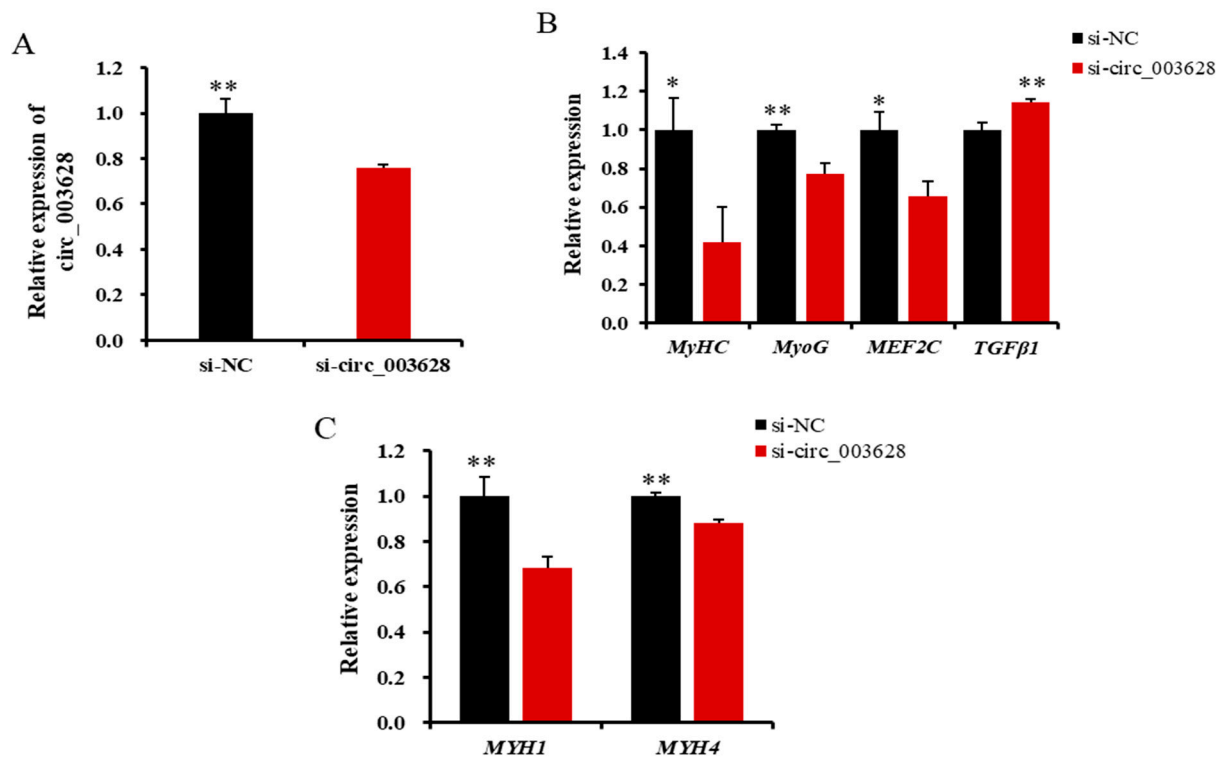 A
Relative expression of
circ_003628
1.2
1.0
0.8
0.6
0.4
0.2
0.0
**
si-NC
si-circ_003628
B
si-NC
si-circ_003628
Relative expression
1.4
1.2
1.0
0.8
0.6
0.4
0.2
0.0
*
**
*
**
MyHC
MyoG
MEF2C
TGFβ1
C
si-NC
si-circ_003628
Relative expression
1.2
1.0
0.8
0.6
0.4
0.2
0.0
**
**
MYH1
MYH4